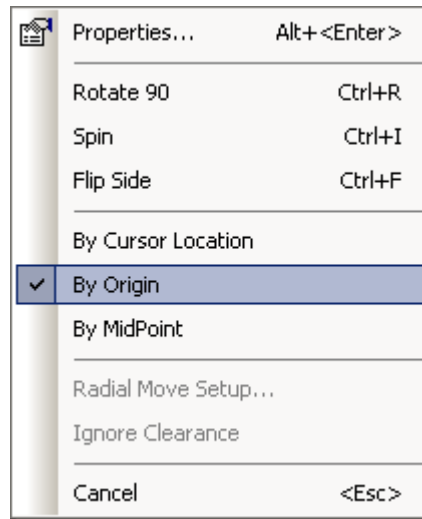 Properties... Alt+<Enter>
Rotate 90 Ctrl+R
Spin Ctrl+I
Flip Side Ctrl+F
By Cursor Location
By Origin
By MidPoint
Radial Move Setup...
Ignore Clearance
Cancel <Esc>